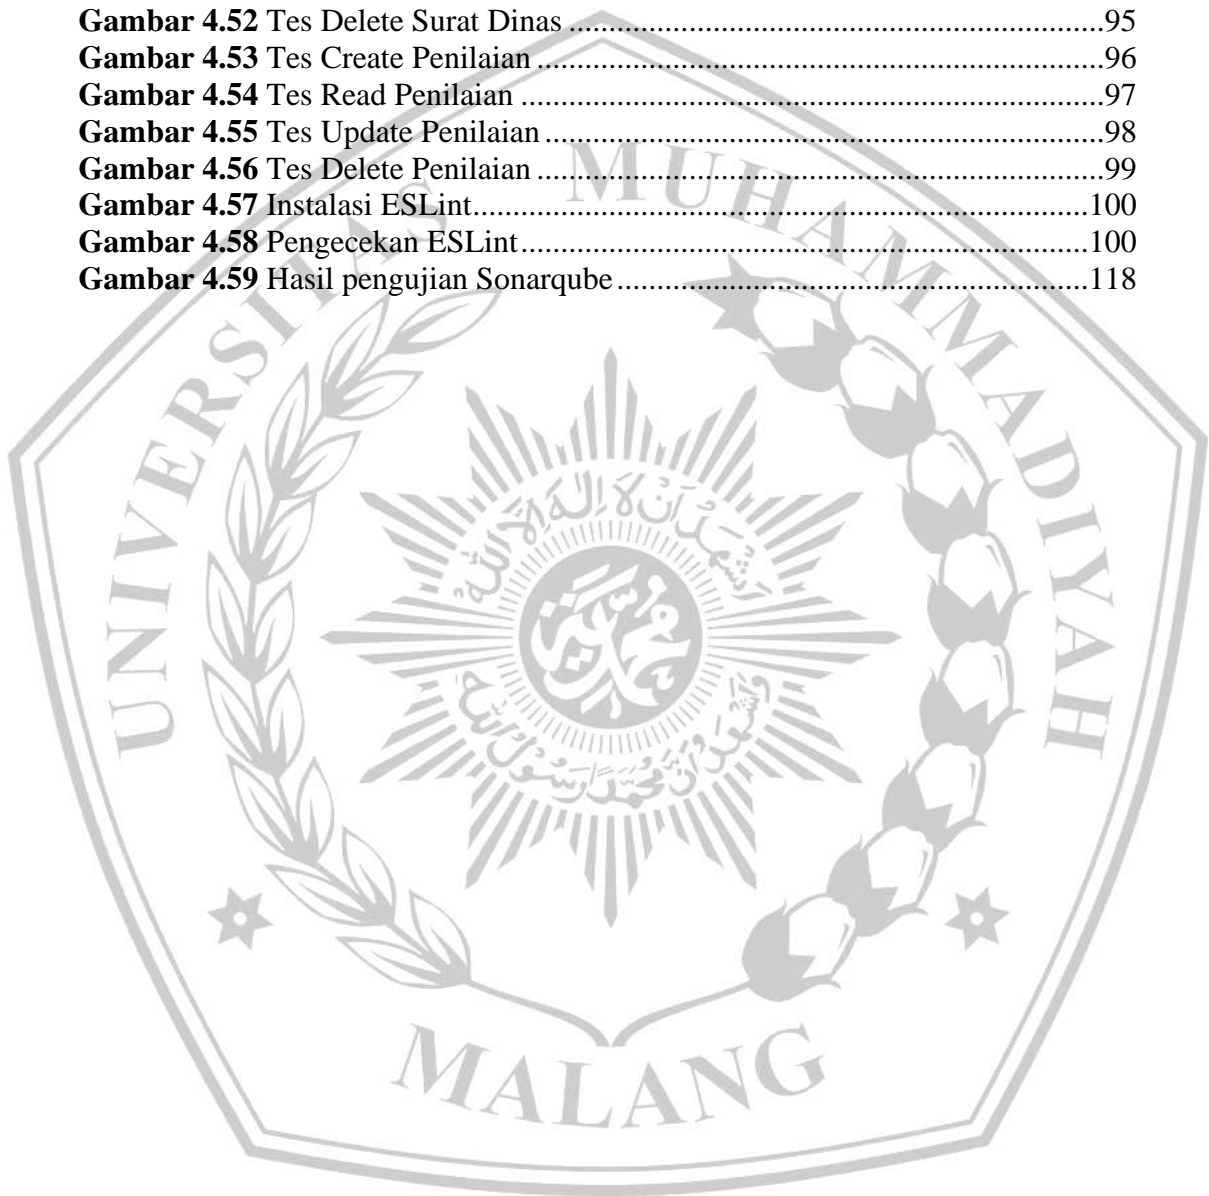 Gambar 4.52 Tes Delete Surat Dinas ....................................................................95
Gambar 4.53 Tes Create Penilaian ........................................................................96
Gambar 4.54 Tes Read Penilaian ..........................................................................97
Gambar 4.55 Tes Update Penilaian .......................................................................98
Gambar 4.56 Tes Delete Penilaian ........................................................................99
Gambar 4.57 Instalasi ESLint..............................................................................100
Gambar 4.58 Pengecekan ESLint ........................................................................100
Gambar 4.59 Hasil pengujian Sonarqube ............................................................118
UNIVERSITAS MUHAMMADIYAH
MALANG